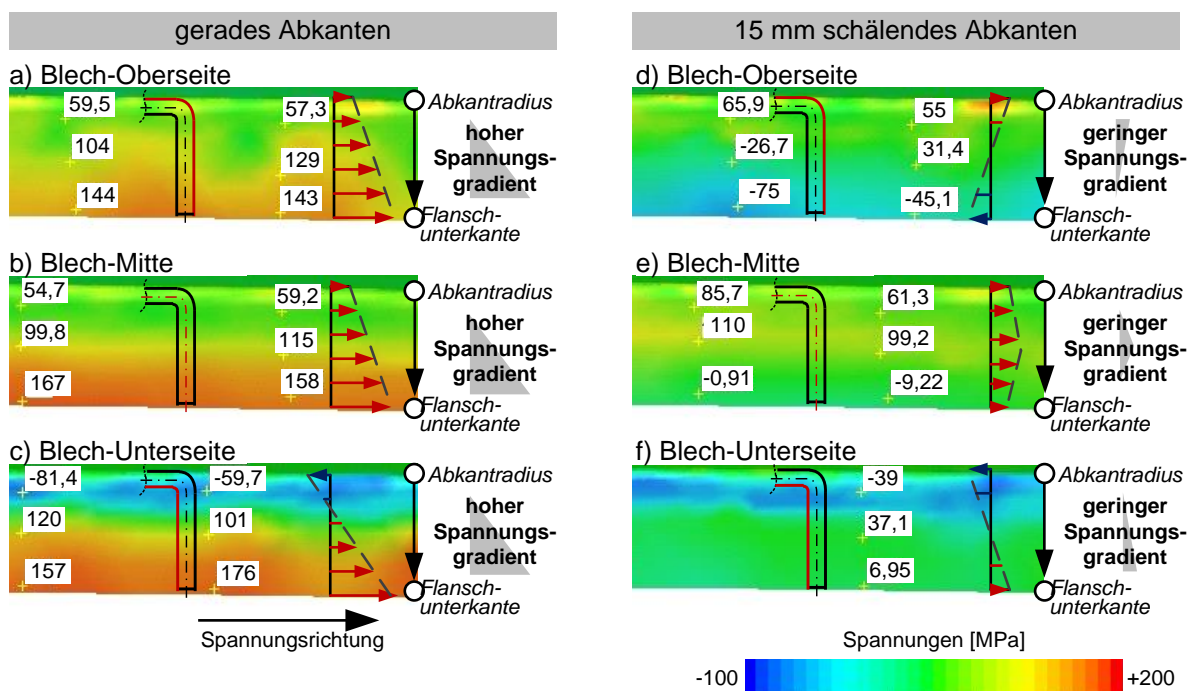 gerades Abkanten
a) Blech-Oberseite
59,5
57,3
104
129
144
143
Abkantradius
hoher
Spannungs-
gradient
Flansch-
unterkante
b) Blech-Mitte
54,7
59,2
99,8
115
167
158
Abkantradius
hoher
Spannungs-
gradient
Flansch-
unterkante
c) Blech-Unterseite
-81,4
-59,7
120
101
157
176
Abkantradius
hoher
Spannungs-
gradient
Flansch-
unterkante
Spannungsrichtung
15 mm schälendes Abkanten
d) Blech-Oberseite
65,9
55
-26,7
31,4
-75
-45,1
Abkantradius
geringer
Spannungs-
gradient
Flansch-
unterkante
e) Blech-Mitte
85,7
61,3
110
99,2
-0,91
-9,22
Abkantradius
geringer
Spannungs-
gradient
Flansch-
unterkante
f) Blech-Unterseite
-39
37,1
6,95
Abkantradius
geringer
Spannungs-
gradient
Flansch-
unterkante
Spannungen [MPa]
-100
+200